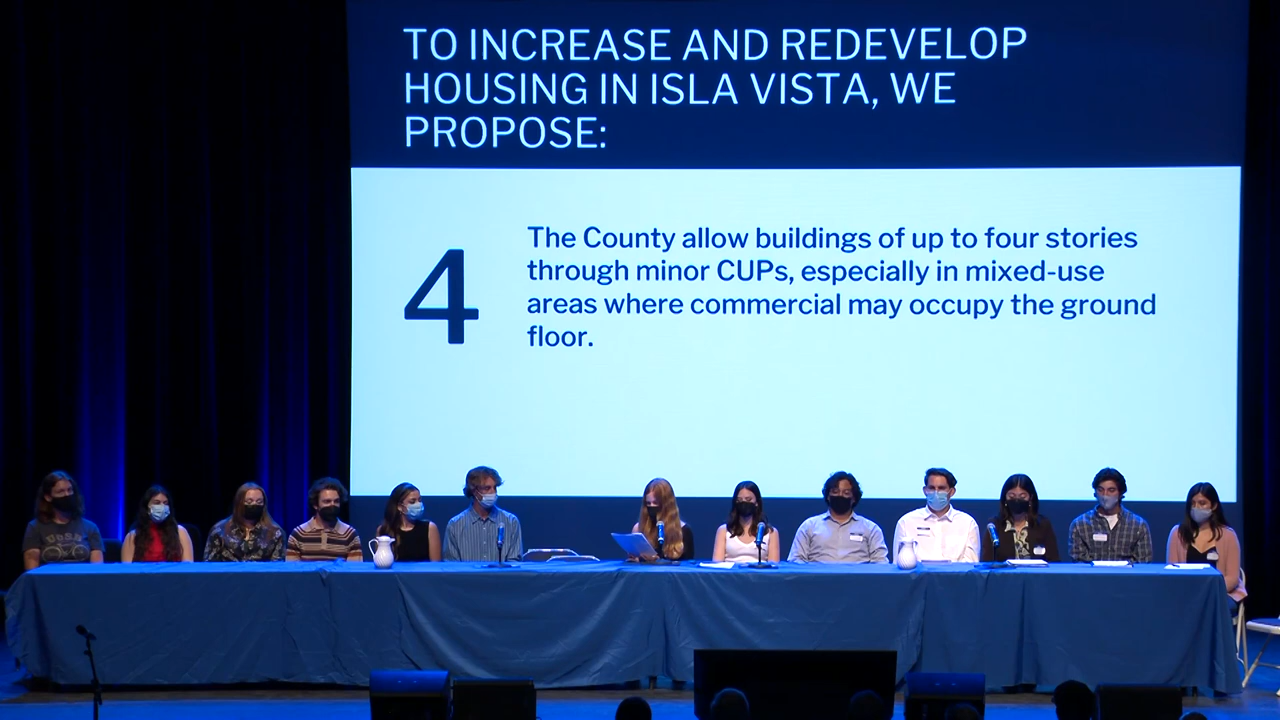 TO INCREASE AND REDEVELOP
HOUSING IN ISLA VISTA, WE
PROPOSE:
4
The County allow buildings of up to four stories
through minor CUPs, especially in mixed-use
areas where commercial may occupy the ground
floor.